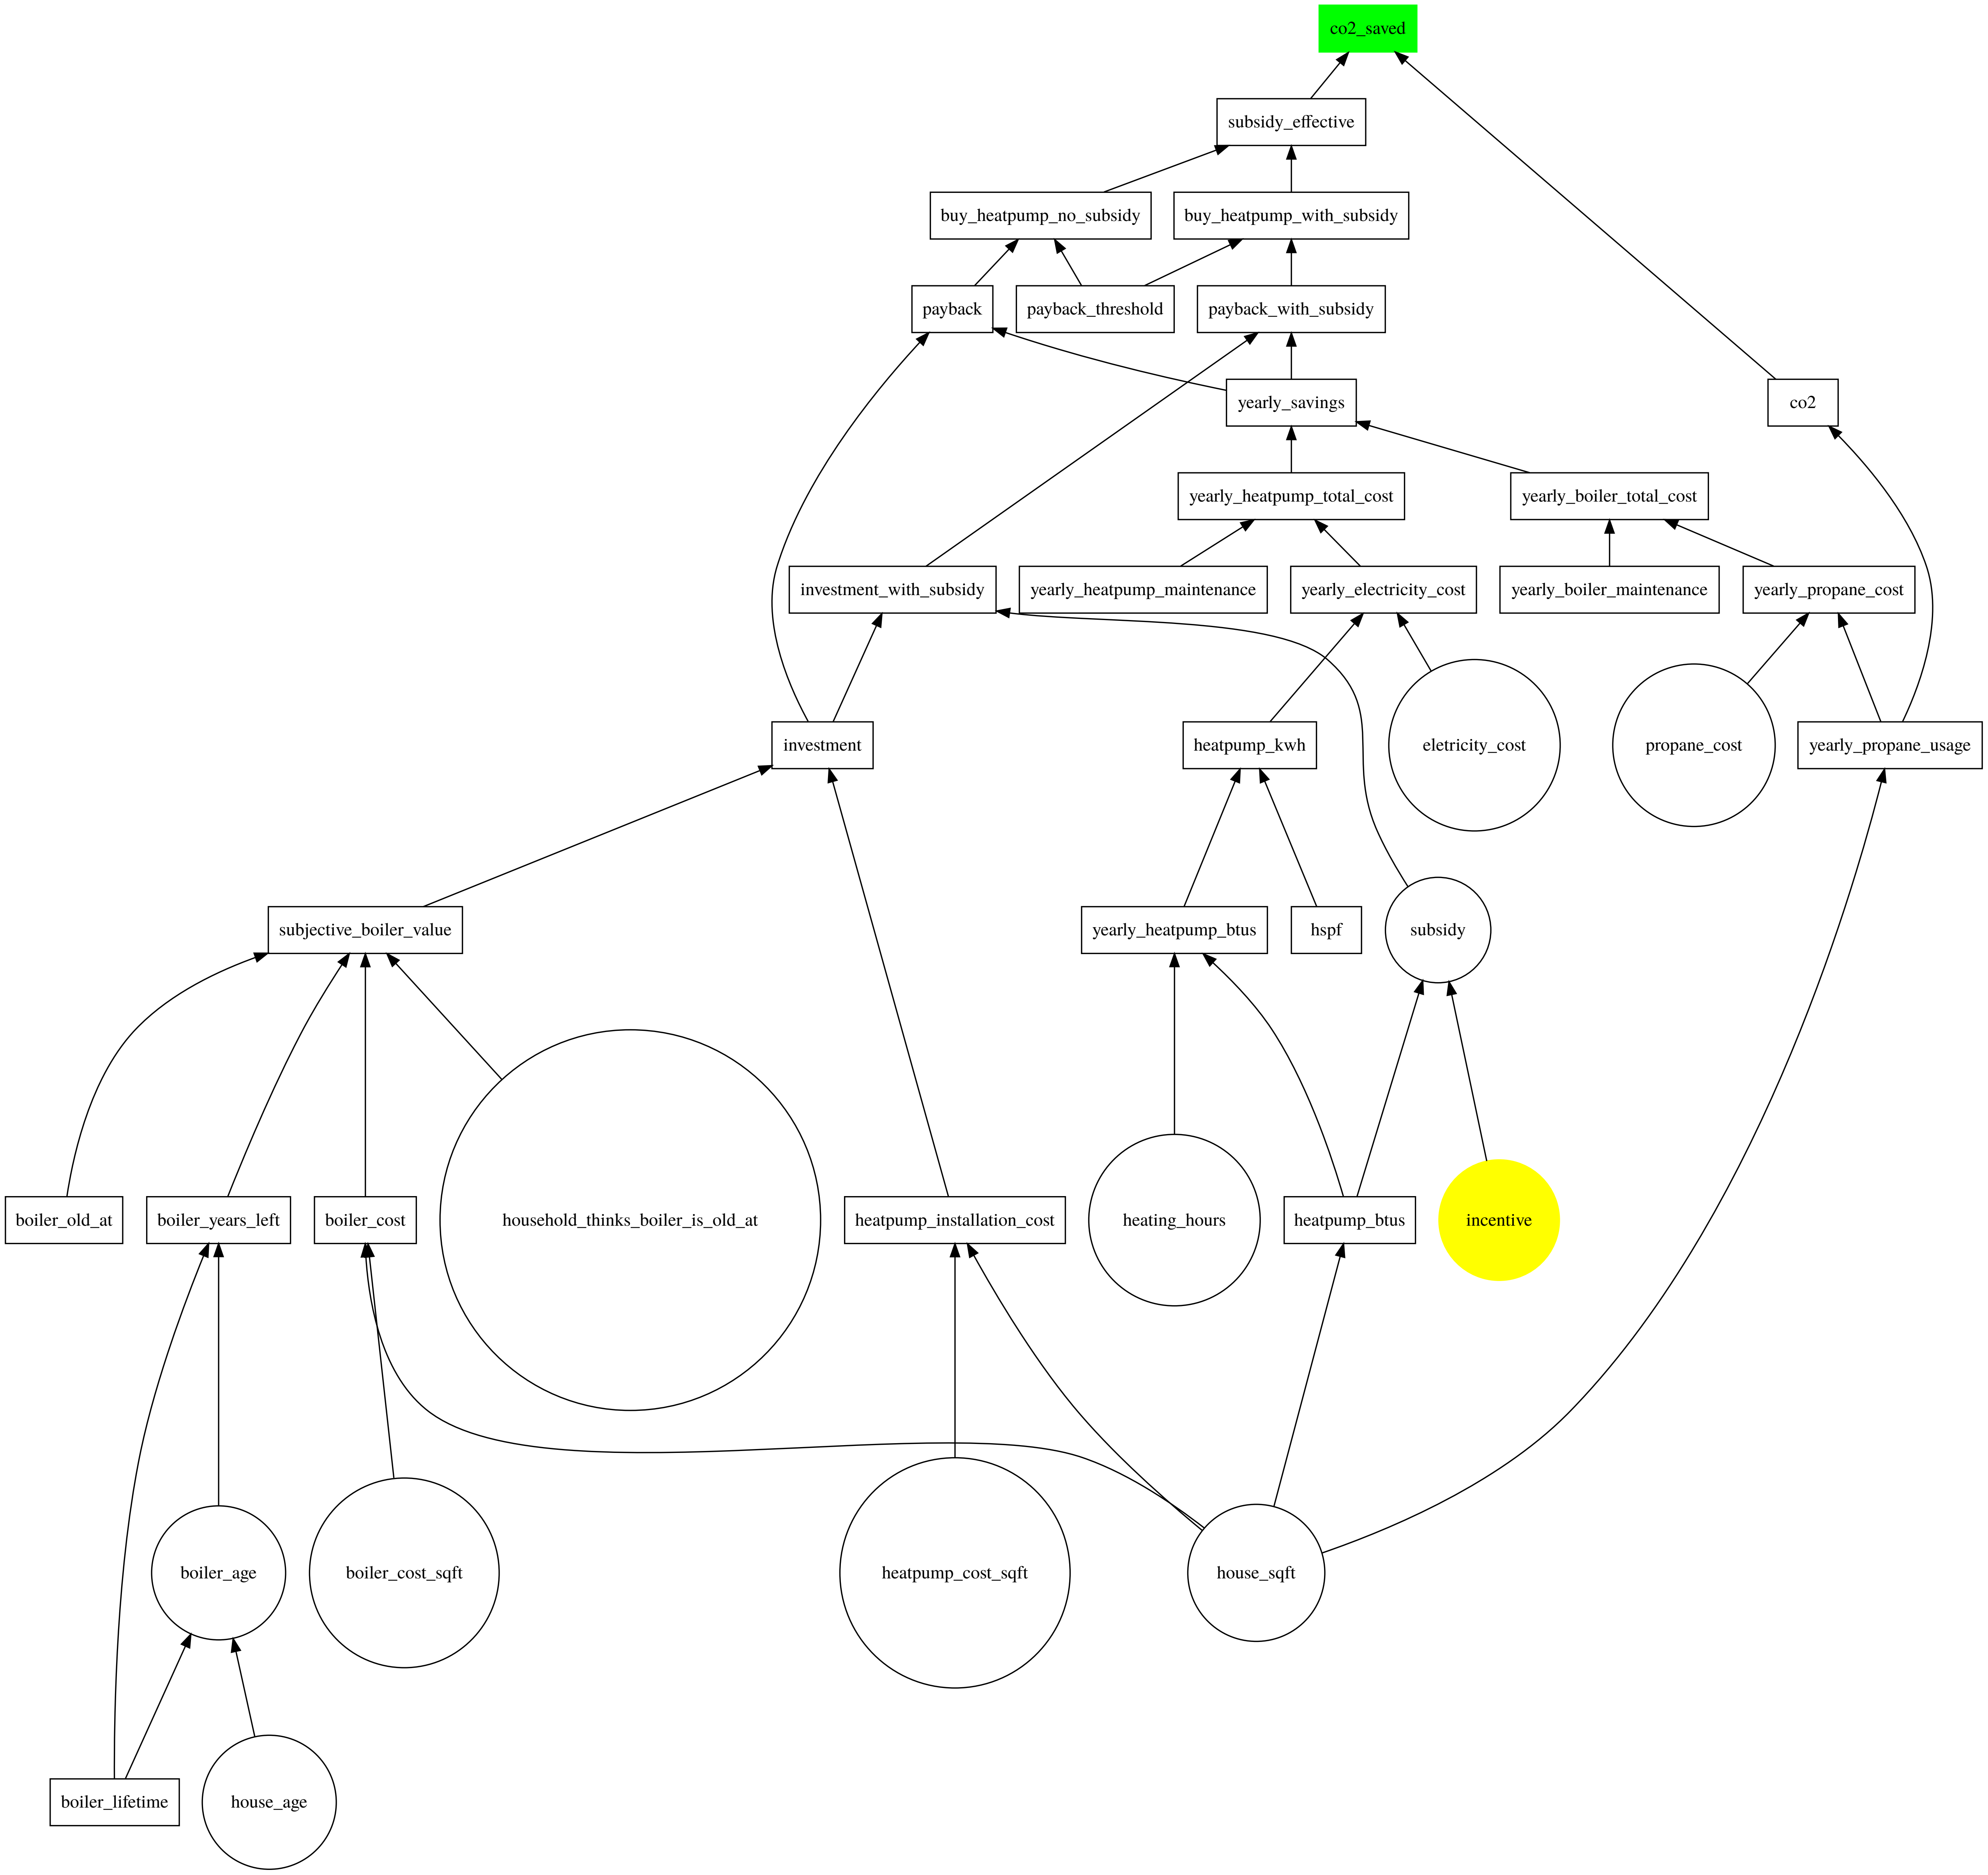 co2_saved
subsidy_effective
buy_heatpump_no_subsidy
buy_heatpump_with_subsidy
payback
payback_threshold
payback_with_subsidy
yearly_savings
co2
yearly_heatpump_total_cost
yearly_boiler_total_cost
investment_with_subsidy
yearly_heatpump_maintenance
yearly_electricity_cost
yearly_boiler_maintenance
yearly_propane_cost
investment
heatpump_kwh
eletricity_cost
propane_cost
yearly_propane_usage
subjective_boiler_value
yearly_heatpump_btus
hspf
subsidy
boiler_old_at
boiler_years_left
boiler_cost
household_thinks_boiler_is_old_at
heatpump_installation_cost
heating_hours
heatpump_btus
incentive
boiler_age
boiler_cost_sqft
heatpump_cost_sqft
house_sqft
boiler_lifetime
house_age